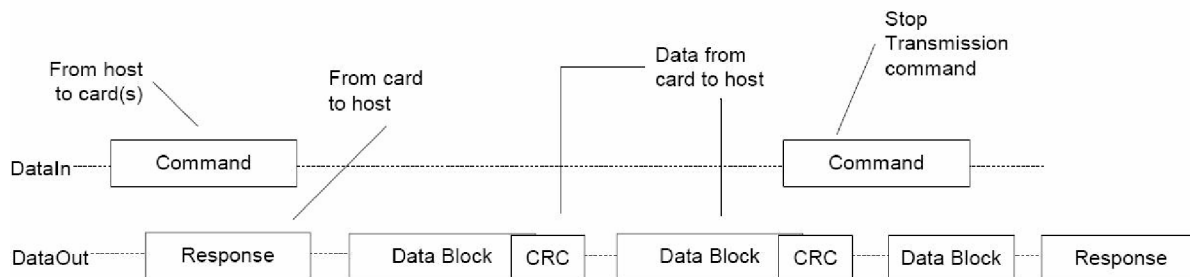 From host
to card(s)
From card
to host
Data from
card to host
Stop
Transmission
command
DataIn
Command
Command
DataOut
Response
Data Block
CRC
Data Block
CRC
Data Block
Response